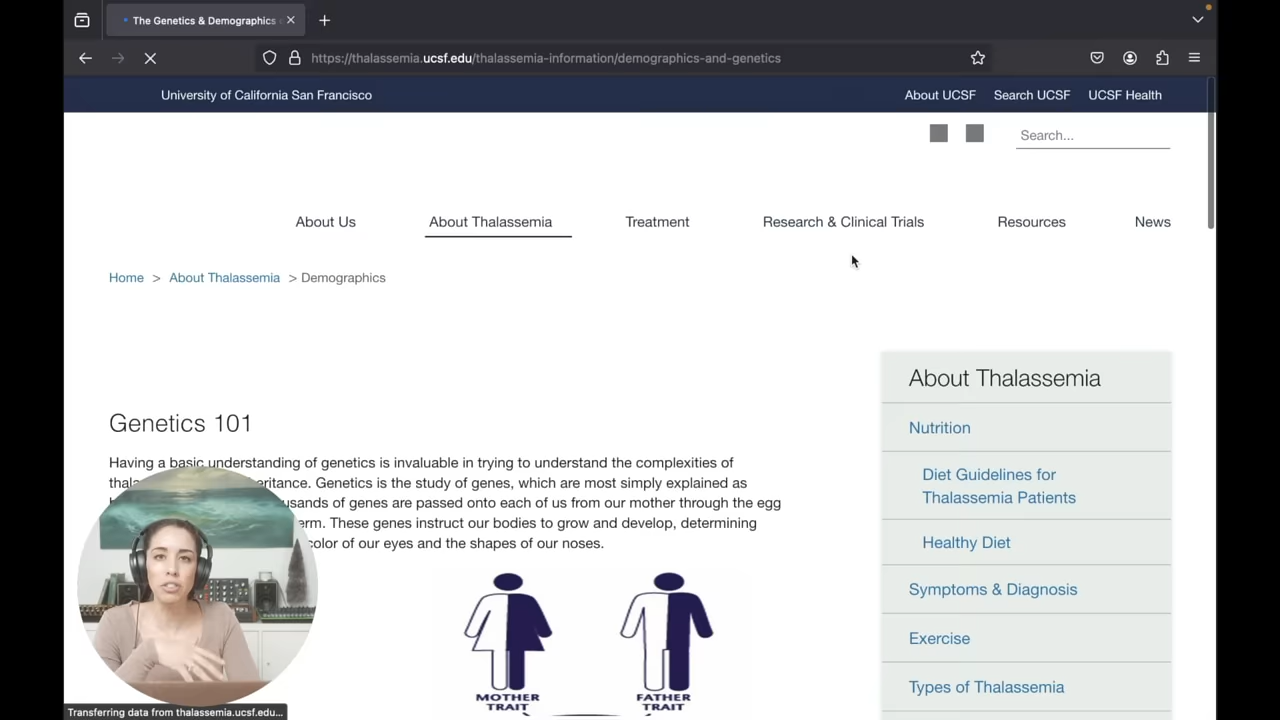 The Genetics & Demographics
https://thalassemia.ucsf.edu/thalassemia-information/demographics-and-genetics
University of California San Francisco
About UCSF
Search UCSF
UCSF Health
Search...
About Us
About Thalassemia
Treatment
Research & Clinical Trials
Resources
News
Home > About Thalassemia > Demographics
Genetics 101
Having a basic understanding of genetics is invaluable in trying to understand the complexities of
eritance. Genetics is the study of genes, which are most simply explained as
usands of genes are passed onto each of us from our mother through the egg
erm. These genes instruct our bodies to grow and develop, determining
color of our eyes and the shapes of our noses.
MOTHER
TRAIT
FATHER
TRAIT
About Thalassemia
Nutrition
Diet Guidelines for
Thalassemia Patients
Healthy Diet
Symptoms & Diagnosis
Exercise
Types of Thalassemia
Transferring data from thalassemia.ucsf.edu...